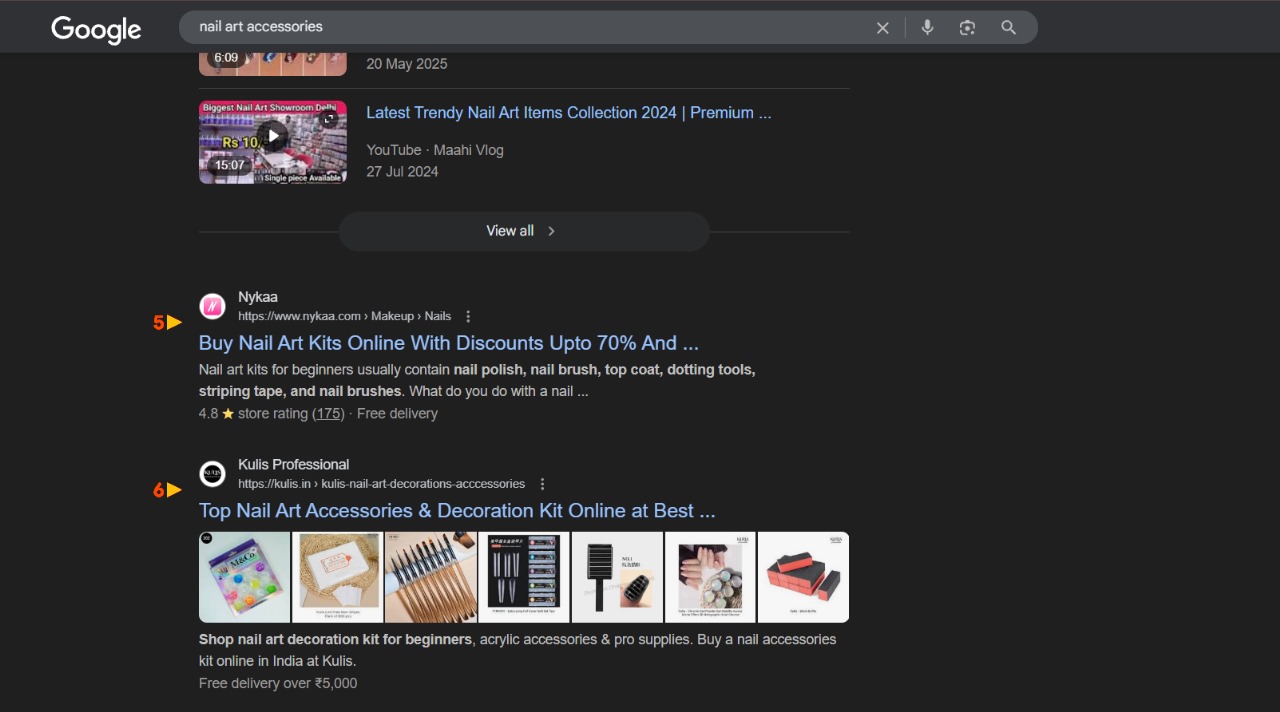 Google
nail art accessories
6:09
20 May 2025
Biggest Nail Art Showroom Delhi
Rs 10/
15:07
Single piece Available
Latest Trendy Nail Art Items Collection 2024 | Premium ...
YouTube · Maahi Vlog
27 Jul 2024
View all
5
Nykaa
https://www.nykaa.com › Makeup › Nails
Buy Nail Art Kits Online With Discounts Upto 70% And ...
Nail art kits for beginners usually contain nail polish, nail brush, top coat, dotting tools,
striping tape, and nail brushes. What do you do with a nail ...
4.8 ★ store rating (175) · Free delivery
6
KULIS
Kulis Professional
https://kulis.in › kulis-nail-art-decorations-acccessories
Top Nail Art Accessories & Decoration Kit Online at Best ...
M&Co
Shop nail art decoration kit for beginners, acrylic accessories & pro supplies. Buy a nail accessories
kit online in India at Kulis.
Free delivery over ₹5,000